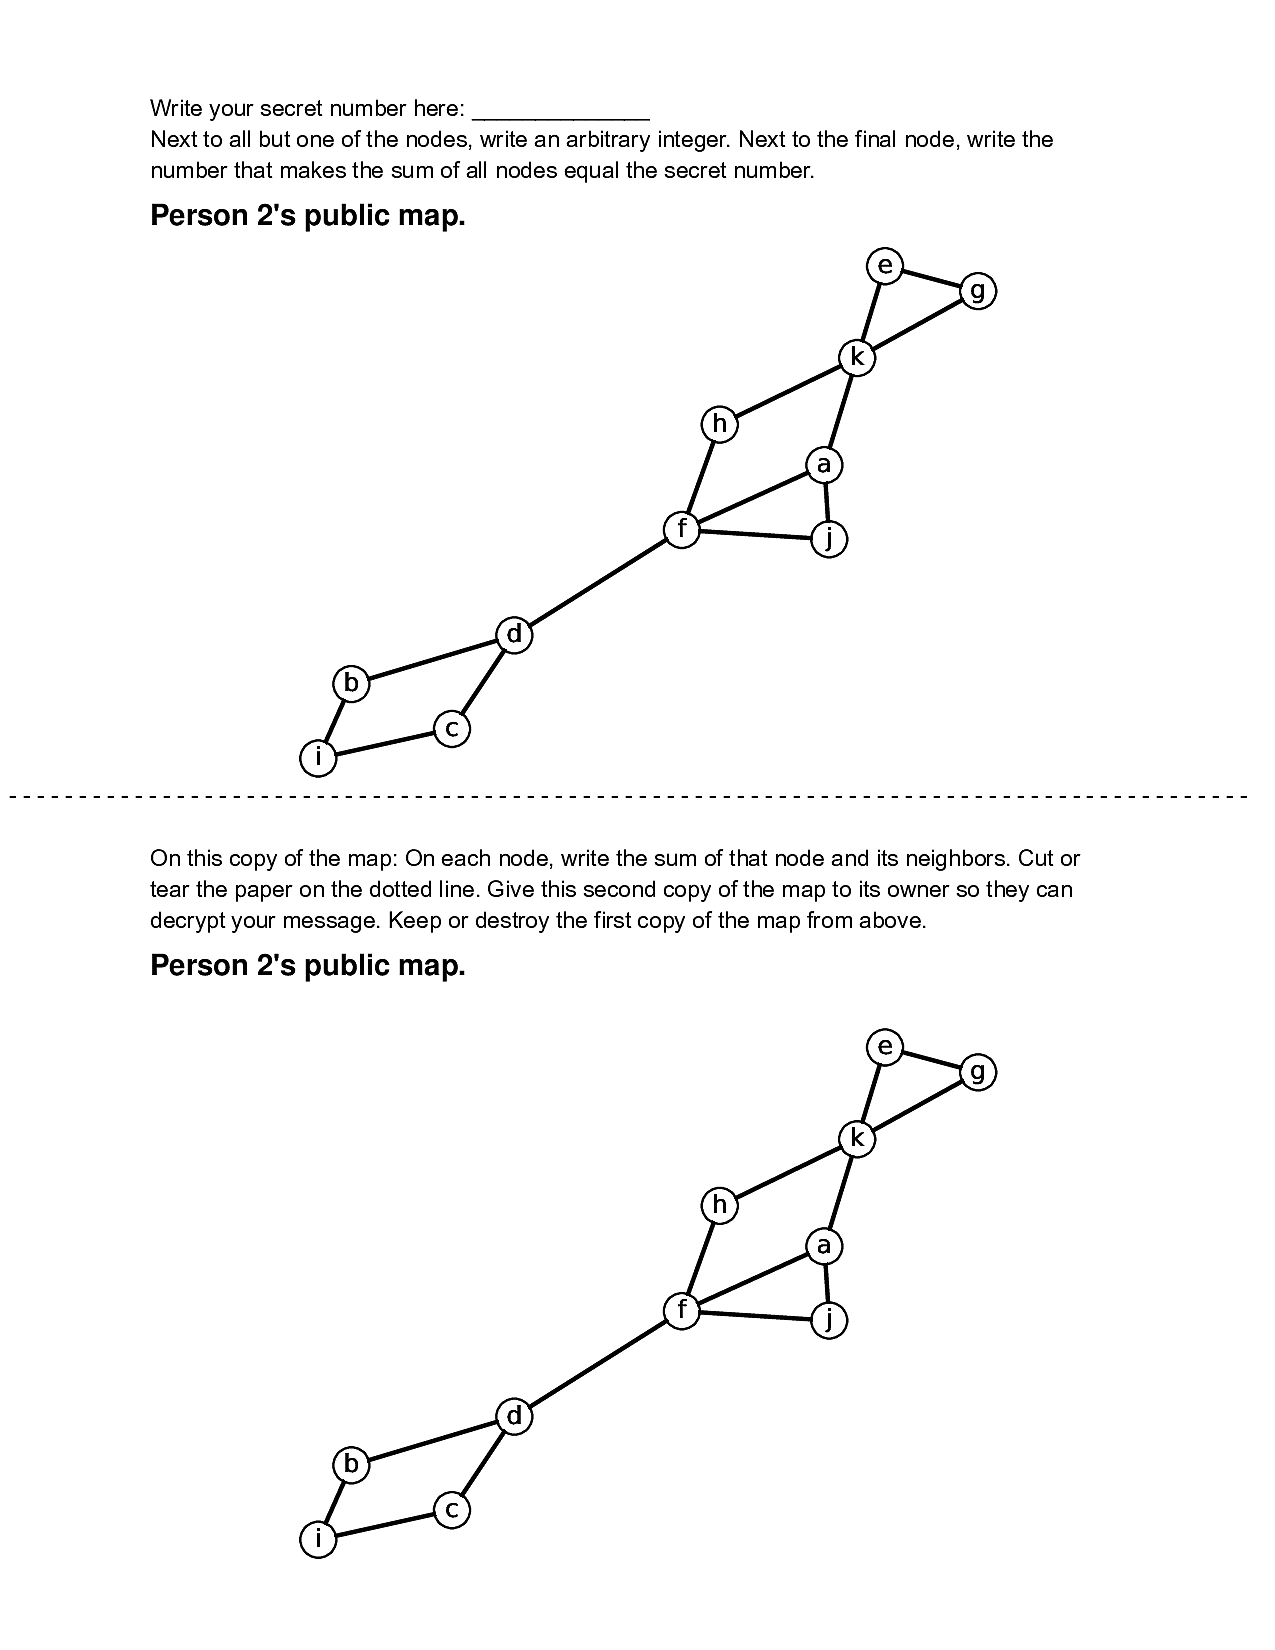 Write your secret number here: _______________
Next to all but one of the nodes, write an arbitrary integer. Next to the final node, write the
number that makes the sum of all nodes equal the secret number.
Person 2's public map.
e
g
k
h
a
f
j
d
b
c
i
On this copy of the map: On each node, write the sum of that node and its neighbors. Cut or
tear the paper on the dotted line. Give this second copy of the map to its owner so they can
decrypt your message. Keep or destroy the first copy of the map from above.
Person 2's public map.
e
g
k
h
a
f
j
d
b
c
i